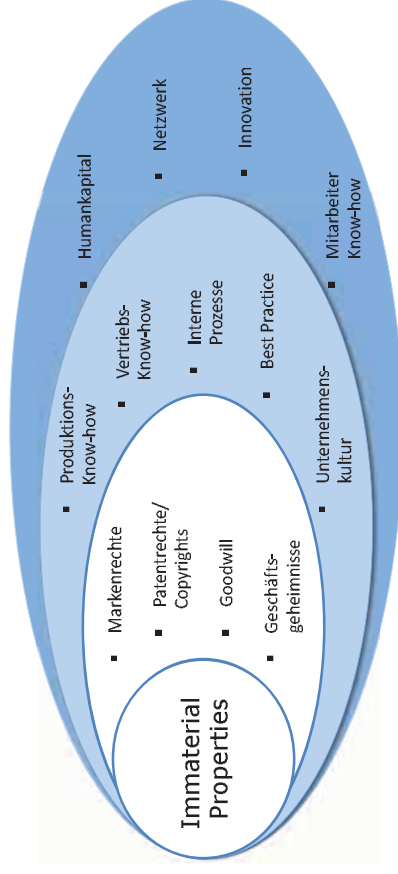 Immaterial
Properties
Markenrechte
Patentrechte/
Copyrights
Goodwill
Geschäfts-
geheimnisse
Produktions-
Know-how
Vertriebs-
Know-how
Interne
Prozesse
Best Practice
Unternehmens-
kultur
Humankapital
Netzwerk
Innovation
Mitarbeiter
Know-how